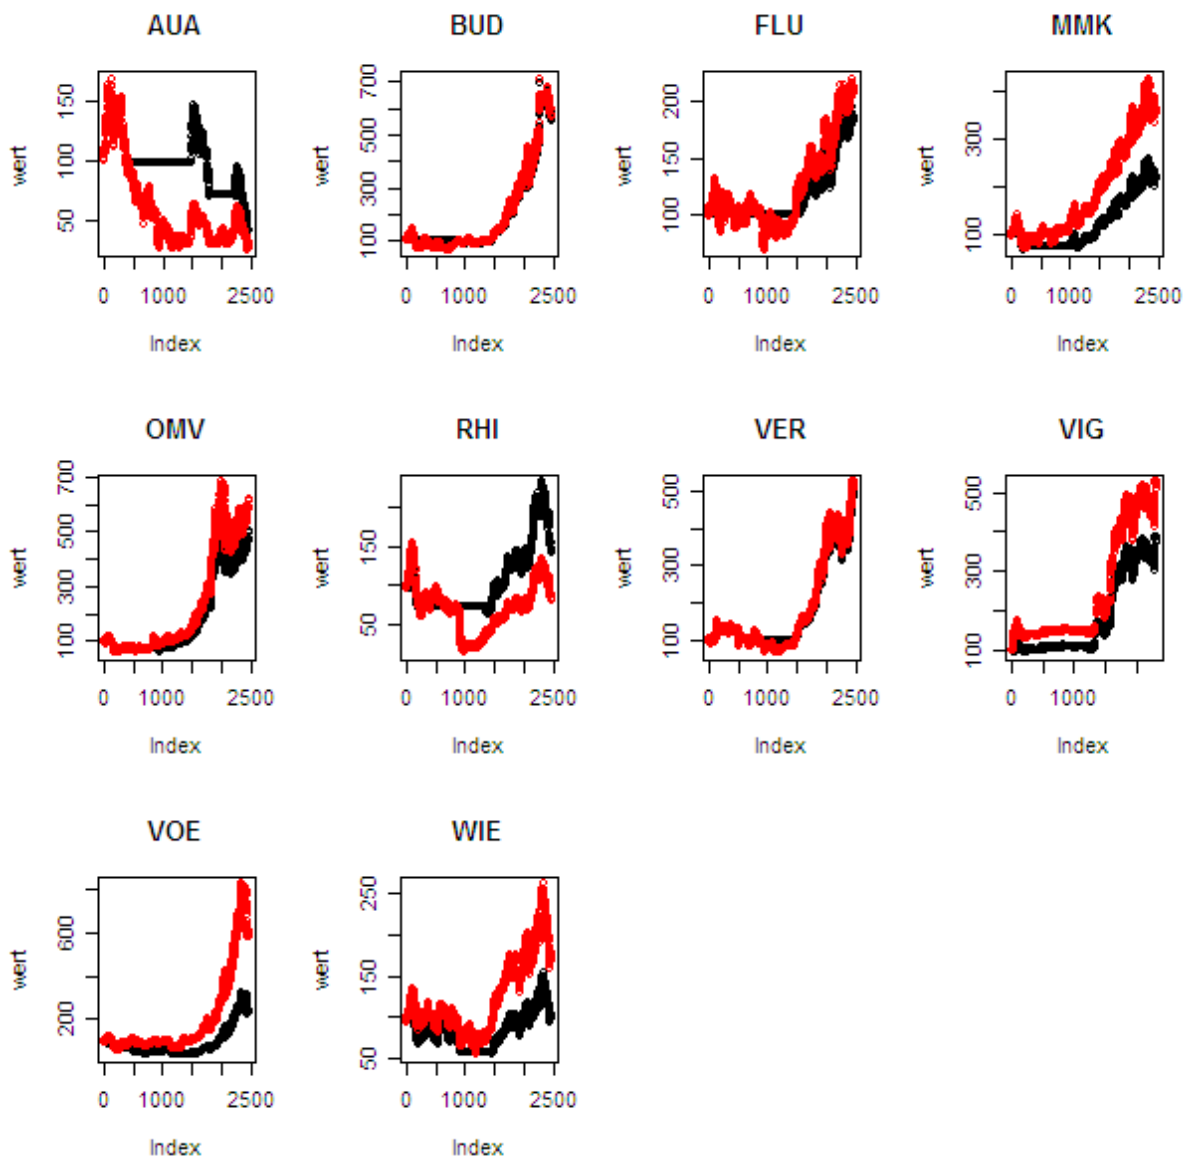 AUA BUD FLU MMK
wert 50 100 150
0 1000 2500
Index
wert 100 300 500 700
0 1000 2500
Index
wert 100 150 200
0 1000 2500
Index
wert 100 300
0 1000 2500
Index
OMV RHI VER VIG
wert 100 300 500 700
0 1000 2500
Index
wert 50 150
0 1000 2500
Index
wert 100 300 500
0 1000 2500
Index
wert 100 300 500
0 1000
Index
VOE WIE
wert 200 600
0 1000 2500
Index
wert 50 150 250
0 1000 2500
Index